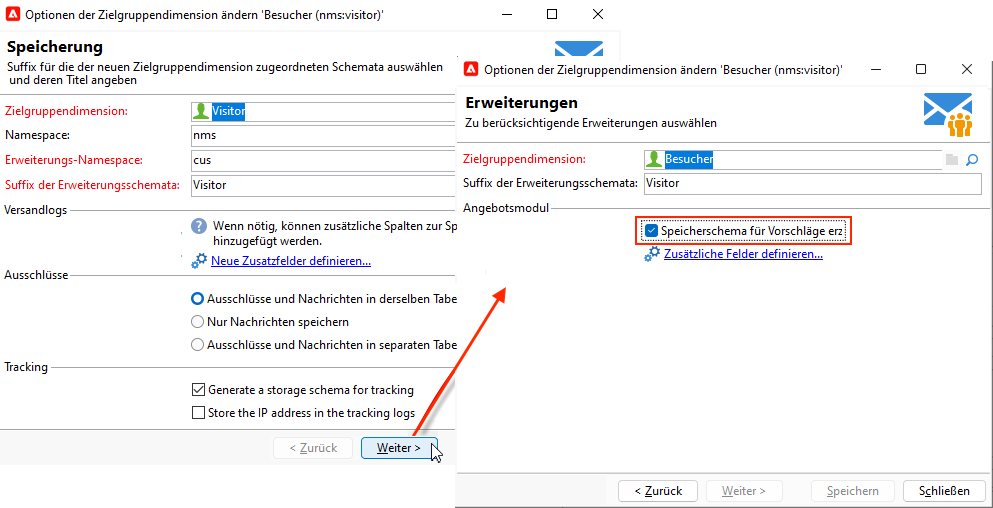 Optionen der Zielgruppendimension ändern 'Besucher (nms:visitor)'
Speicherung
Suffix für die der neuen Zielgruppendimension zugeordneten Schemata auswählen
und deren Titel angeben
Zielgruppendimension:
Visitor
Namespace:
nms
Erweiterungs-Namespace:
cus
Suffix der Erweiterungsschemata:
Visitor
Versandlogs
Wenn nötig, können zusätzliche Spalten zur Sp
hinzugefügt werden.
Neue Zusatzfelder definieren...
Ausschlüsse
Ausschlüsse und Nachrichten in derselben Tabe
Nur Nachrichten speichern
Ausschlüsse und Nachrichten in separaten Tabe
Tracking
Generate a storage schema for tracking
Store the IP address in the tracking logs
< Zurück
Weiter >
Optionen der Zielgruppendimension ändern 'Besucher (nms:visitor)'
Erweiterungen
Zu berücksichtigende Erweiterungen auswählen
Zielgruppendimension:
Besucher
Suffix der Erweiterungsschemata:
Visitor
Angebotsmodul
Speicherschema für Vorschläge erz
Zusätzliche Felder definieren...
< Zurück
Weiter >
Speichern
Schließen